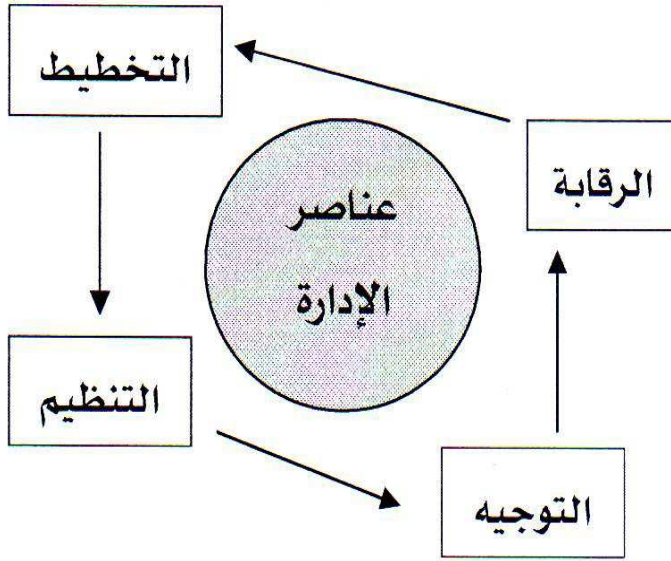 التخطيط
الرقابة
عناصر
الإدارة
التنظيم
التوجيه